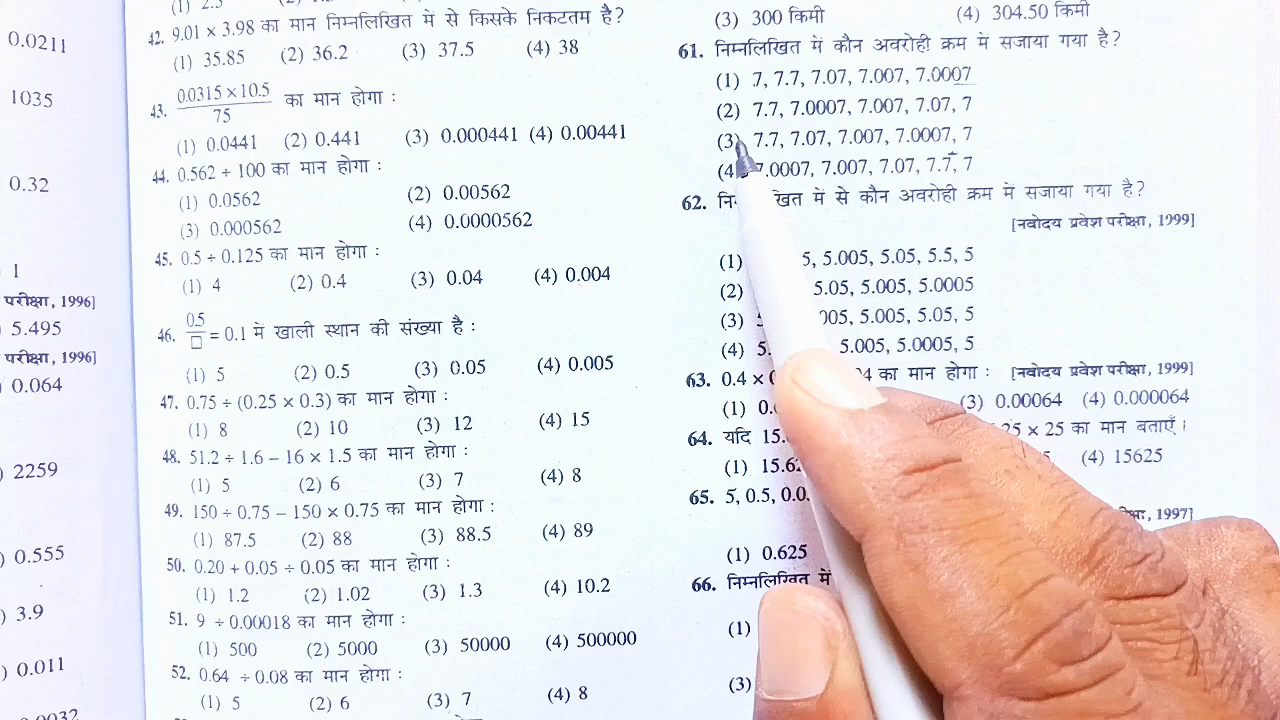 0.0211
1035
0.32
1
परीक्षा, 1996]
5.495
परीक्षा, 1996]
0.064
2259
0.555
3.9
0.011
0.0032
42. 9.01 × 3.98 का मान निम्नलिखित में से किसके निकटतम है?
(1) 35.85 (2) 36.2 (3) 37.5 (4) 38
43. 0.0315 × 10.5 / 75 का मान होगा :
(1) 0.0441 (2) 0.441 (3) 0.000441 (4) 0.00441
44. 0.562 ÷ 100 का मान होगा :
(1) 0.0562 (2) 0.00562
(3) 0.000562 (4) 0.0000562
45. 0.5 ÷ 0.125 का मान होगा :
(1) 4 (2) 0.4 (3) 0.04 (4) 0.004
46. 0.5/□ = 0.1 में खाली स्थान की संख्या है :
(1) 5 (2) 0.5 (3) 0.05 (4) 0.005
47. 0.75 ÷ (0.25 × 0.3) का मान होगा :
(1) 8 (2) 10 (3) 12 (4) 15
48. 51.2 ÷ 1.6 – 16 × 1.5 का मान होगा :
(1) 5 (2) 6 (3) 7 (4) 8
49. 150 ÷ 0.75 – 150 × 0.75 का मान होगा :
(1) 87.5 (2) 88 (3) 88.5 (4) 89
50. 0.20 + 0.05 ÷ 0.05 का मान होगा :
(1) 1.2 (2) 1.02 (3) 1.3 (4) 10.2
51. 9 ÷ 0.00018 का मान होगा :
(1) 500 (2) 5000 (3) 50000 (4) 500000
52. 0.64 ÷ 0.08 का मान होगा :
(1) 5 (2) 6 (3) 7 (4) 8
(3) 300 किमी (4) 304.50 किमी
61. निम्नलिखित में कौन अवरोही क्रम में सजाया गया है?
(1) 7, 7.7, 7.07, 7.007, 7.0007
(2) 7.7, 7.0007, 7.007, 7.07, 7
(3) 7.7, 7.07, 7.007, 7.0007, 7
(4) 7.0007, 7.007, 7.07, 7.7, 7
62. खित में से कौन अवरोही क्रम में सजाया गया है?
[नवोदय प्रवेश परीक्षा, 1999]
(1) 5, 5.005, 5.05, 5.5, 5
(2) 5.05, 5.005, 5.0005
(3) 005, 5.005, 5.05, 5
(4) 5.005, 5.0005, 5
63. 0.4 × का मान होगा : [नवोदय प्रवेश परीक्षा, 1999]
(1) (3) 0.00064 (4) 0.000064
64. यदि × 25 का मान बताएँ।
(1) (4) 15625
65. 5, 0.5,
1997]
(1) 0.625
66. निम्नलिखित में
(1)
(3)